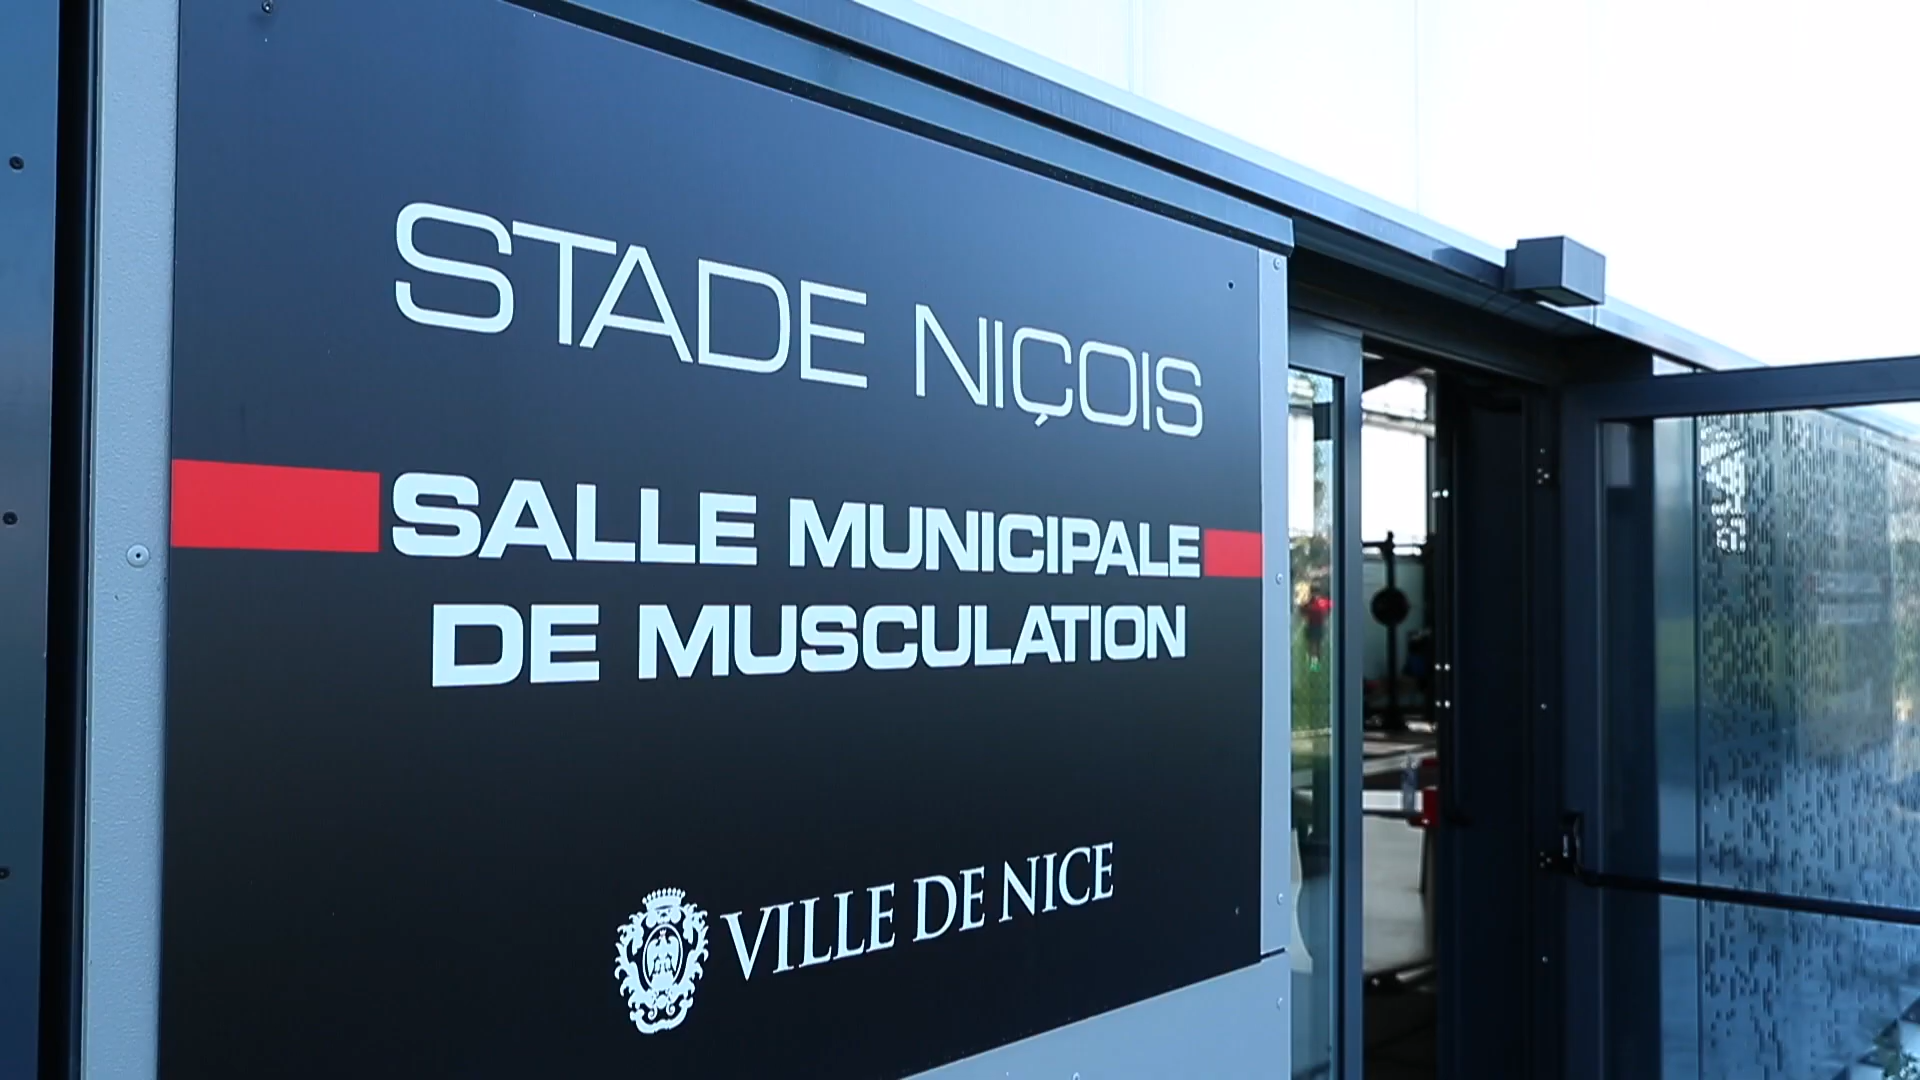 STADE NIÇOIS
SALLE MUNICIPALE
DE MUSCULATION
VILLE DE NICE